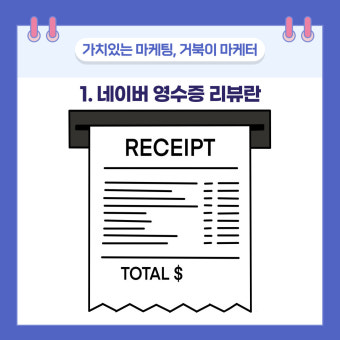 가치있는 마케팅, 거북이 마케터
1. 네이버 영수증 리뷰란
RECEIPT
TOTAL $